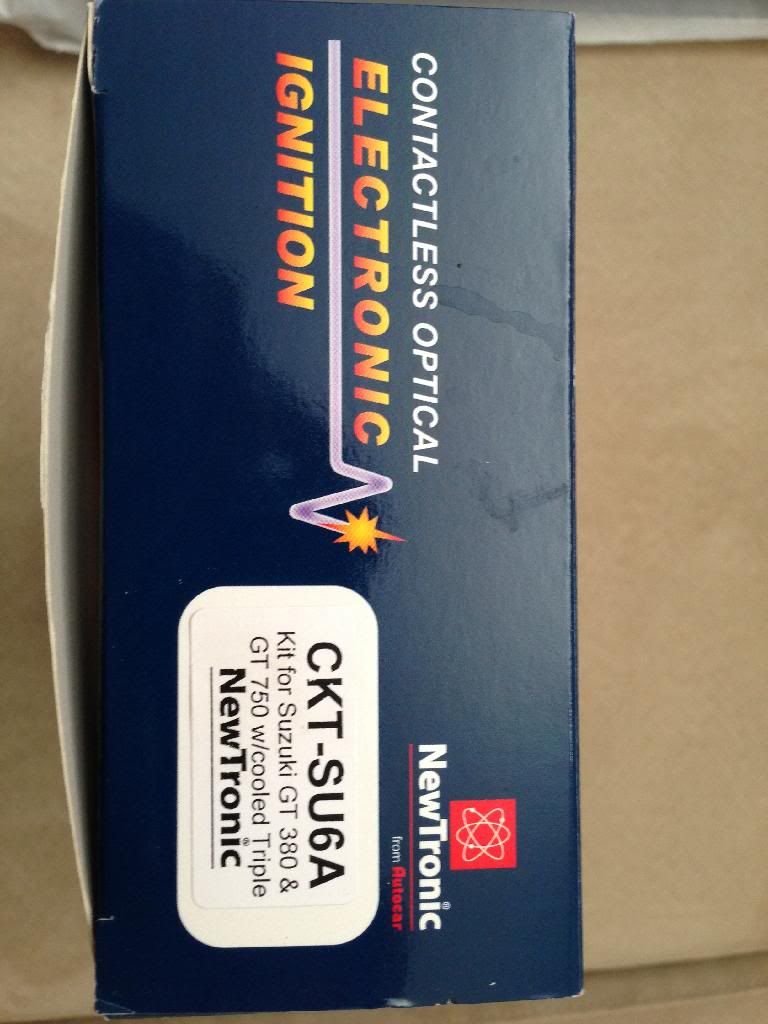 CONTACTLESS OPTICAL
ELECTRONIC
IGNITION
NewTronic®
from Autocar
CKT-SU6A
Kit for Suzuki GT 380 &
GT 750 w/cooled Triple
NewTronic®